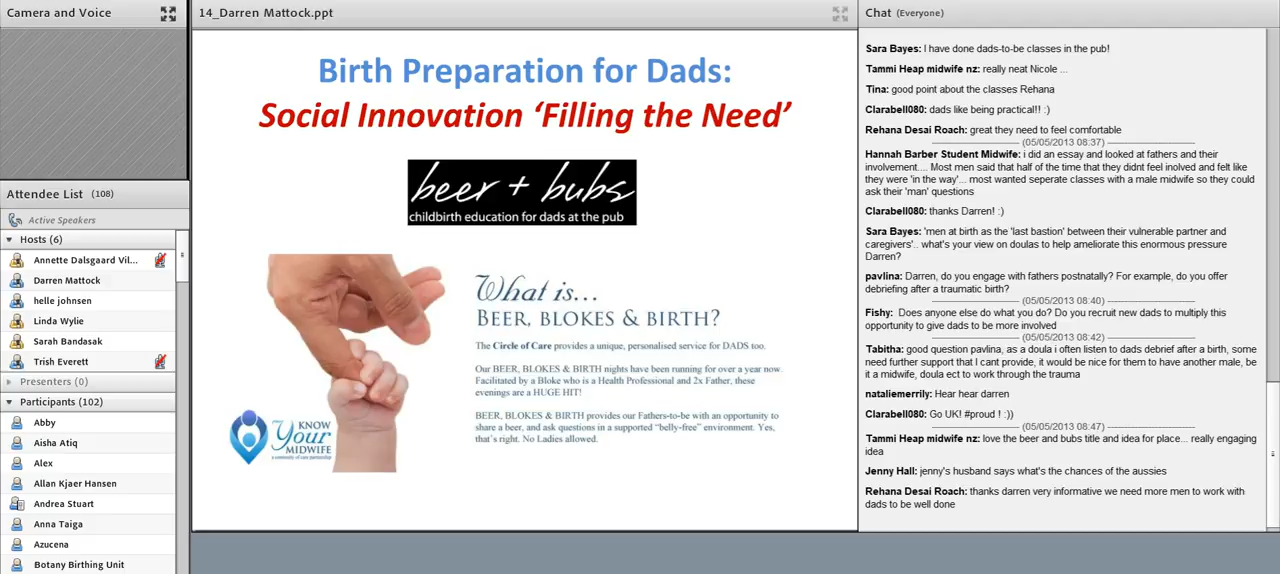 Camera and Voice
Attendee List (108)
Active Speakers
Hosts (6)
Annette Dalsgaard Vil...
Darren Mattock
helle johnsen
Linda Wylie
Sarah Bandasak
Trish Everett
Presenters (0)
Participants (102)
Abby
Aisha Atiq
Alex
Allan Kjaer Hansen
Andrea Stuart
Anna Taiga
Azucena
Botany Birthing Unit
14_Darren Mattock.ppt
Birth Preparation for Dads:
Social Innovation ‘Filling the Need’
beer + bubs
childbirth education for dads at the pub
What is...
BEER, BLOKES & BIRTH?
The Circle of Care provides a unique, personalised service for DADS too.
Our BEER, BLOKES & BIRTH nights have been running for over a year now.
Facilitated by a Bloke who is a Health Professional and 2x Father, these
evenings are a HUGE HIT!
BEER, BLOKES & BIRTH provides our Fathers-to-be with an opportunity to
share a beer, and ask questions in a supported “belly-free” environment. Yes,
that’s right. No Ladies allowed.
KNOW
Your
MIDWIFE
a continuity of care partnership
Chat (Everyone)
Sara Bayes: I have done dads-to-be classes in the pub!
Tammi Heap midwife nz: really neat Nicole ...
Tina: good point about the classes Rehana
Clarabell080: dads like being practical!! :)
Rehana Desai Roach: great they need to feel comfortable
------------------- (05/05/2013 08:37) -------------------
Hannah Barber Student Midwife: i did an essay and looked at fathers and their
involvement.... Most men said that half of the time that they didnt feel inolved and felt like
they were 'in the way'... most wanted seperate classes with a male midwife so they could
ask their 'man' questions
Clarabell080: thanks Darren! :)
Sara Bayes: 'men at birth as the 'last bastion' between their vulnerable partner and
caregivers'.. what's your view on doulas to help ameliorate this enormous pressure
Darren?
pavlina: Darren, do you engage with fathers postnatally? For example, do you offer
debriefing after a traumatic birth?
------------------- (05/05/2013 08:40) -------------------
Fishy: Does anyone else do what you do? Do you recruit new dads to multiply this
opportunity to give dads to be more involved
------------------- (05/05/2013 08:42) -------------------
Tabitha: good question pavlina, as a doula i often listen to dads debrief after a birth, some
need further support that I cant provide, it would be nice for them to have another male, be
it a midwife, doula ect to work through the trauma
nataliemerrily: Hear hear darren
Clarabell080: Go UK! #proud ! :))
------------------- (05/05/2013 08:47) -------------------
Tammi Heap midwife nz: love the beer and bubs title and idea for place... really engaging
idea
Jenny Hall: jenny's husband says what's the chances of the aussies
Rehana Desai Roach: thanks darren very informative we need more men to work with
dads to be well done